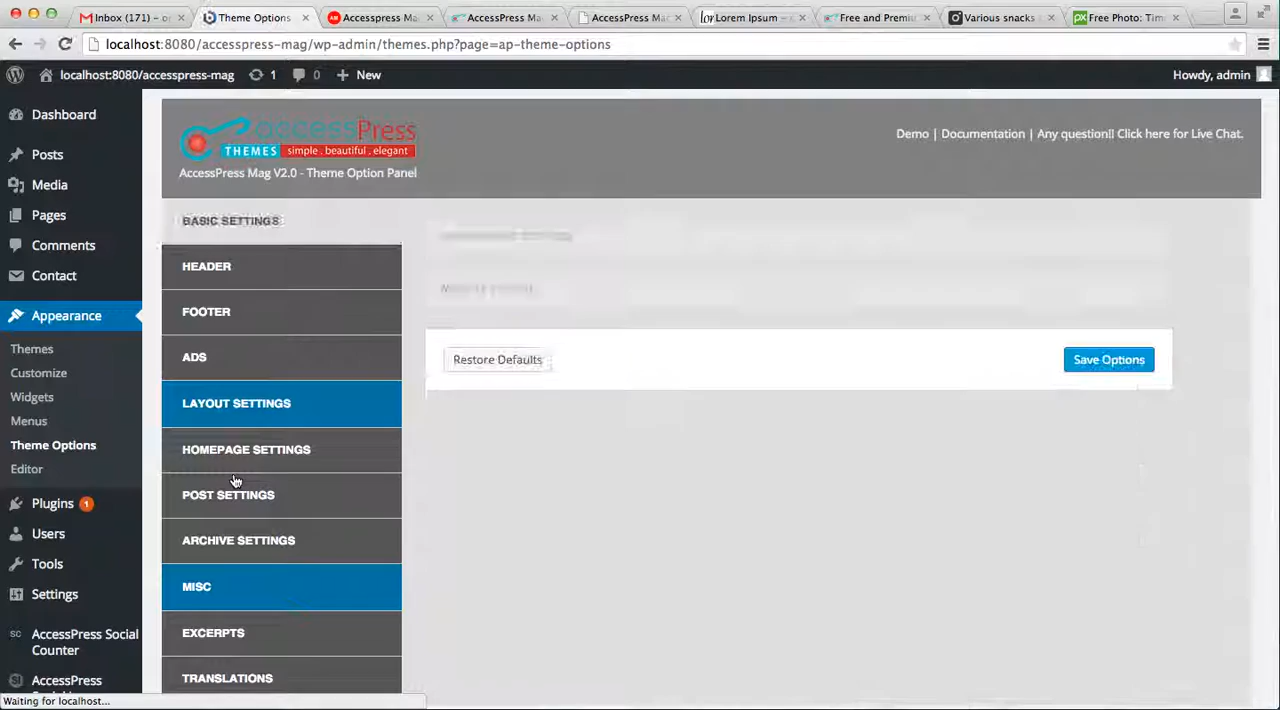 Inbox (171) – o
Theme Options
Accesspress Ma
AccessPress Ma
AccessPress Mar
Lorem Ipsum –
Free and Premiu
Various snacks
Free Photo: Tim
localhost:8080/accesspress-mag/wp-admin/themes.php?page=ap-theme-options
localhost:8080/accesspress-mag
1
0
New
Howdy, admin
Dashboard
Posts
Media
Pages
Comments
Contact
Appearance
Themes
Customize
Widgets
Menus
Theme Options
Editor
Plugins 1
Users
Tools
Settings
SC AccessPress Social
Counter
AccessPress
accessPress
THEMES simple . beautiful . elegant
AccessPress Mag V2.0 - Theme Option Panel
Demo | Documentation | Any question!! Click here for Live Chat.
BASIC SETTINGS
HEADER
FOOTER
ADS
LAYOUT SETTINGS
HOMEPAGE SETTINGS
POST SETTINGS
ARCHIVE SETTINGS
MISC
EXCERPTS
TRANSLATIONS
Restore Defaults
Save Options
Waiting for localhost...